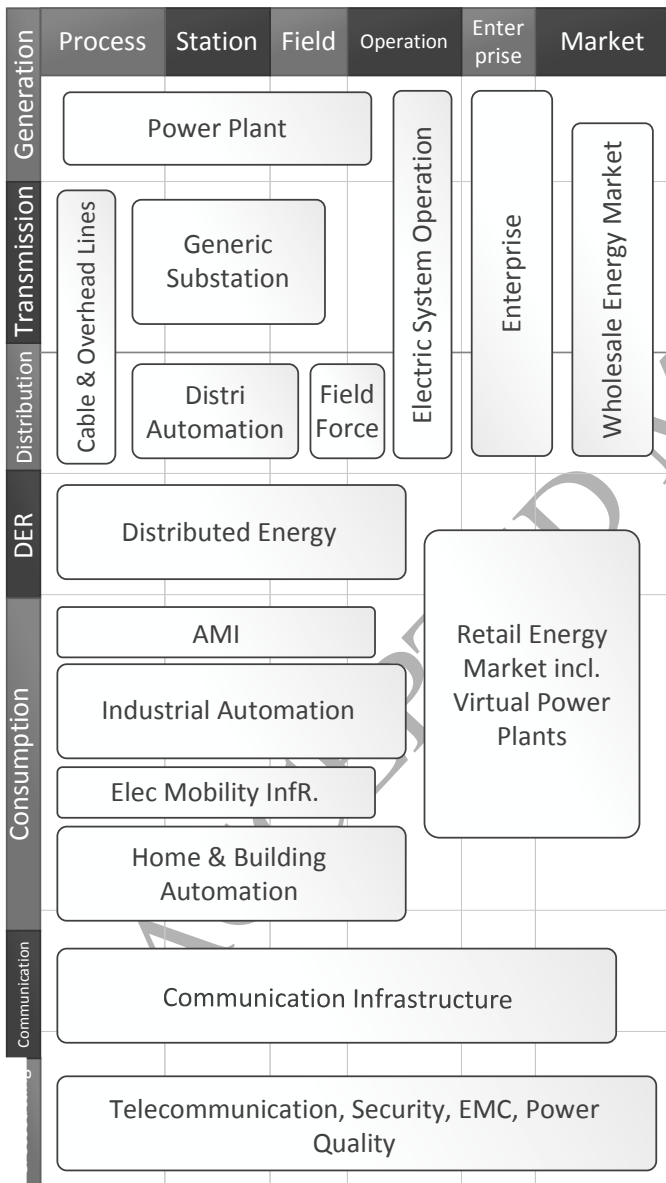 Process
Station
Field
Operation
Enter
prise
Market
Generation
Transmission
Distribution
DER
Consumption
Communication
Power Plant
Cable & Overhead Lines
Generic
Substation
Distri
Automation
Field
Force
Electric System Operation
Enterprise
Wholesale Energy Market
Distributed Energy
AMI
Industrial Automation
Elec Mobility InfR.
Home & Building
Automation
Retail Energy
Market incl.
Virtual Power
Plants
Communication Infrastructure
Telecommunication, Security, EMC, Power
Quality